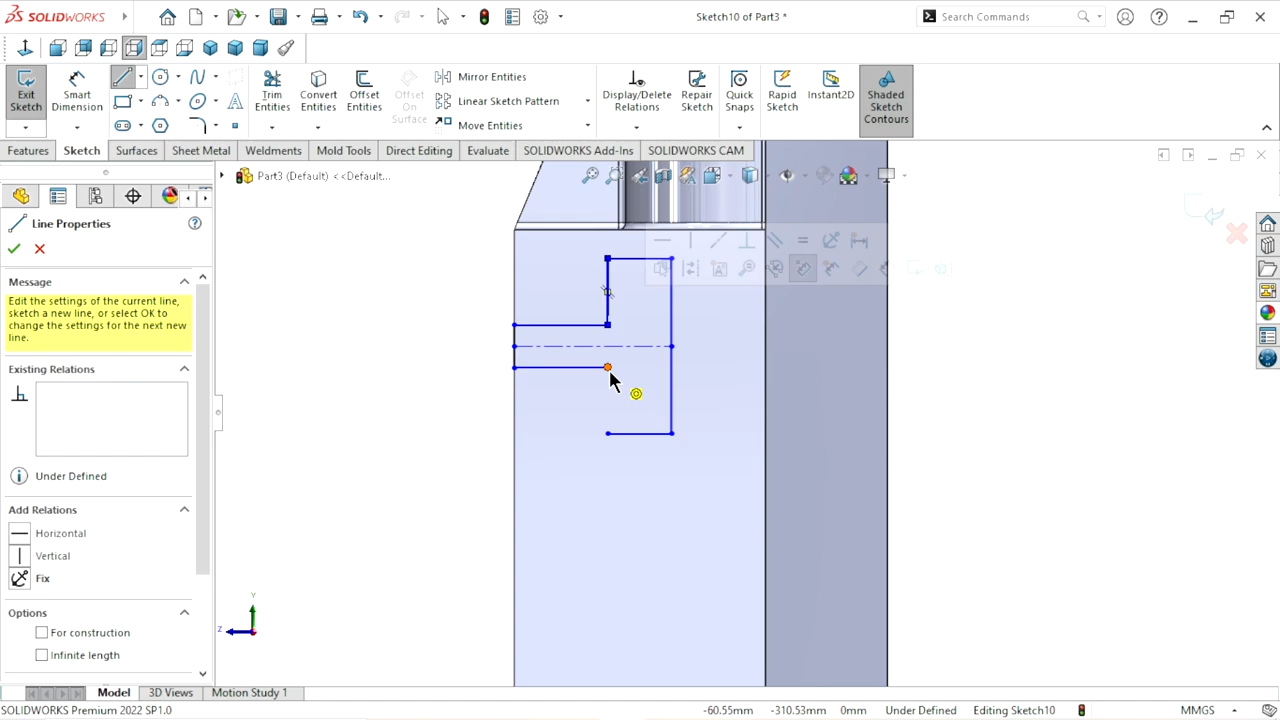 SOLIDWORKS
Sketch10 of Part3 *
Search Commands
Exit Sketch
Smart Dimension
Trim Entities
Convert Entities
Offset Entities
Offset On Surface
Mirror Entities
Linear Sketch Pattern
Move Entities
Display/Delete Relations
Repair Sketch
Quick Snaps
Rapid Sketch
Instant2D
Shaded Sketch Contours
Features
Sketch
Surfaces
Sheet Metal
Weldments
Mold Tools
Direct Editing
Evaluate
SOLIDWORKS Add-Ins
SOLIDWORKS CAM
Part3 (Default) <<Default...
Line Properties
Message
Edit the settings of the current line,
sketch a new line, or select OK to
change the settings for the next new
line.
Existing Relations
Under Defined
Add Relations
Horizontal
Vertical
Fix
Options
For construction
Infinite length
Y
Z
Model
3D Views
Motion Study 1
SOLIDWORKS Premium 2022 SP1.0
-60.55mm
-310.53mm
0mm
Under Defined
Editing Sketch10
MMGS